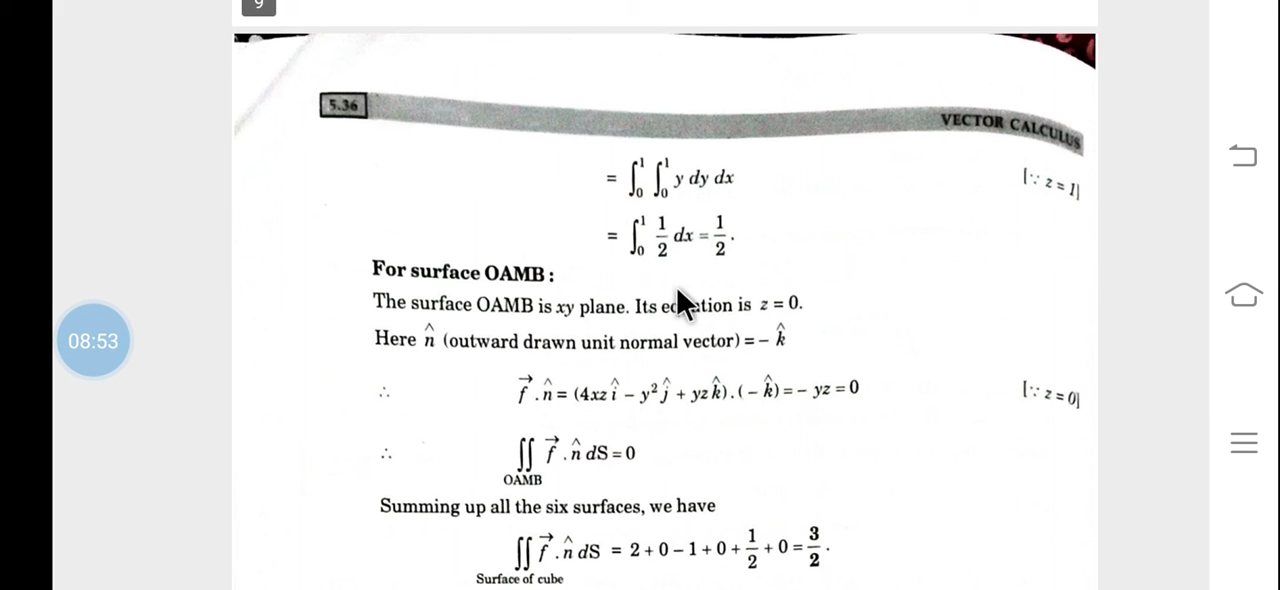 9
5.36
VECTOR CALCULUS
= ∫₀¹ ∫₀¹ y dy dx [∵ z = 1]
= ∫₀¹ 1/2 dx = 1/2 .
For surface OAMB :
The surface OAMB is xy plane. Its equation is z = 0.
Here n̂ (outward drawn unit normal vector) = – k̂
∴ f⃗ . n̂ = (4xz î – y² ĵ + yz k̂) . (– k̂) = – yz = 0 [∵ z = 0]
∴ ∬ f⃗ . n̂ dS = 0
OAMB
Summing up all the six surfaces, we have
∬ f⃗ . n̂ dS = 2 + 0 – 1 + 0 + 1/2 + 0 = 3/2 .
Surface of cube
08:53